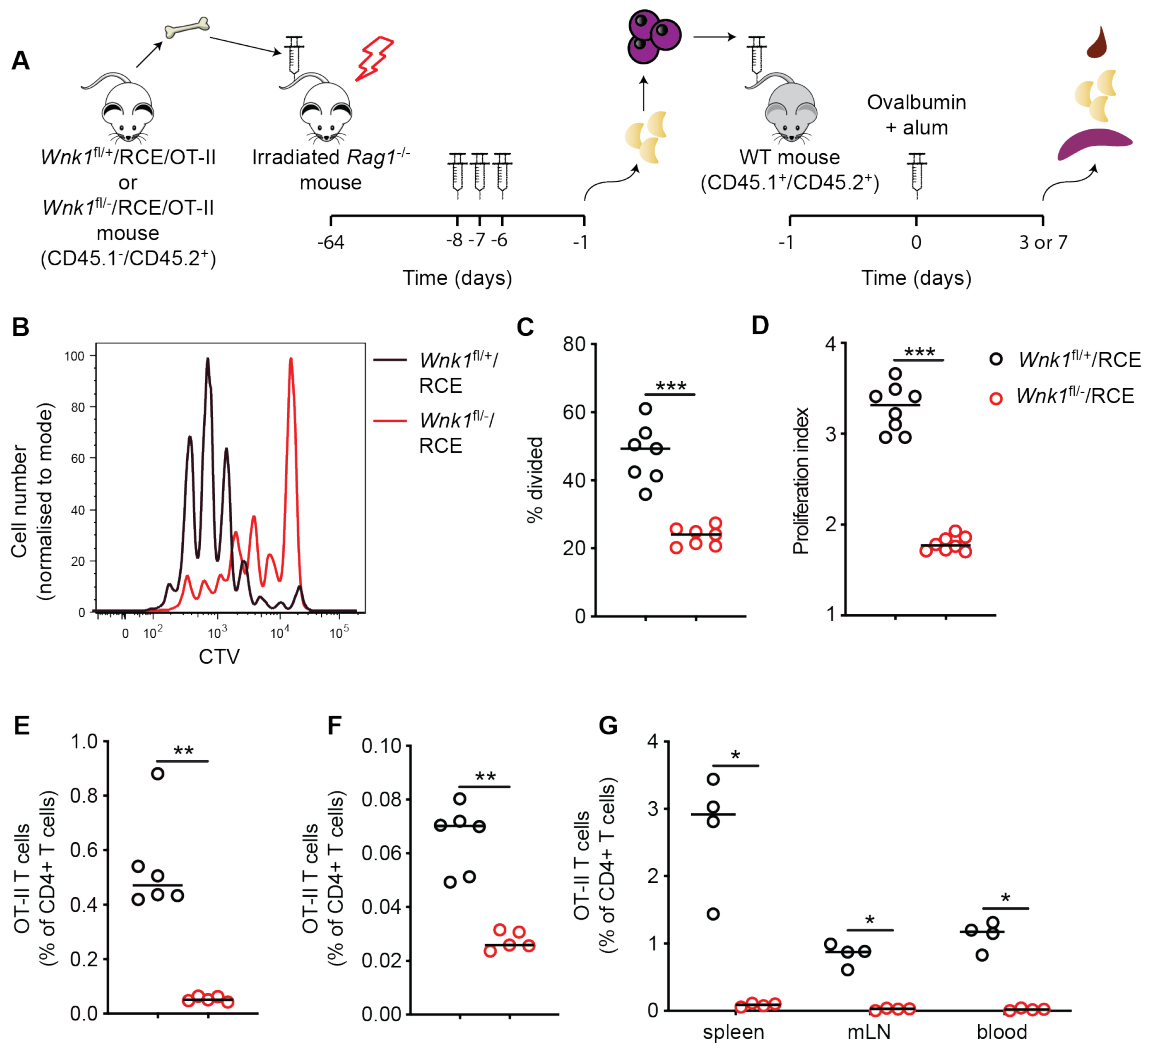 A
Wnk1fl/+/RCE/OT-II
or
Wnk1fl/-/RCE/OT-II
mouse
(CD45.1-/CD45.2+)
Irradiated Rag1-/-
mouse
-64
-8 -7 -6
-1
Time (days)
WT mouse
(CD45.1+/CD45.2+)
Ovalbumin
+ alum
-1
0
3 or 7
Time (days)
B
Cell number
(normalised to mode)
100
80
60
40
20
0
0 102 103 104 105
CTV
Wnk1fl/+/
RCE
Wnk1fl/-/
RCE
C
% divided
80
60
40
20
0
***
D
Proliferation index
4
3
2
1
***
Wnk1fl/+/RCE
Wnk1fl/-/RCE
E
OT-II T cells
(% of CD4+ T cells)
1.0
0.8
0.6
0.4
0.2
0.0
**
F
OT-II T cells
(% of CD4+ T cells)
0.10
0.08
0.06
0.04
0.02
0.00
**
G
OT-II T cells
(% of CD4+ T cells)
4
3
2
1
0
*
*
*
spleen
mLN
blood